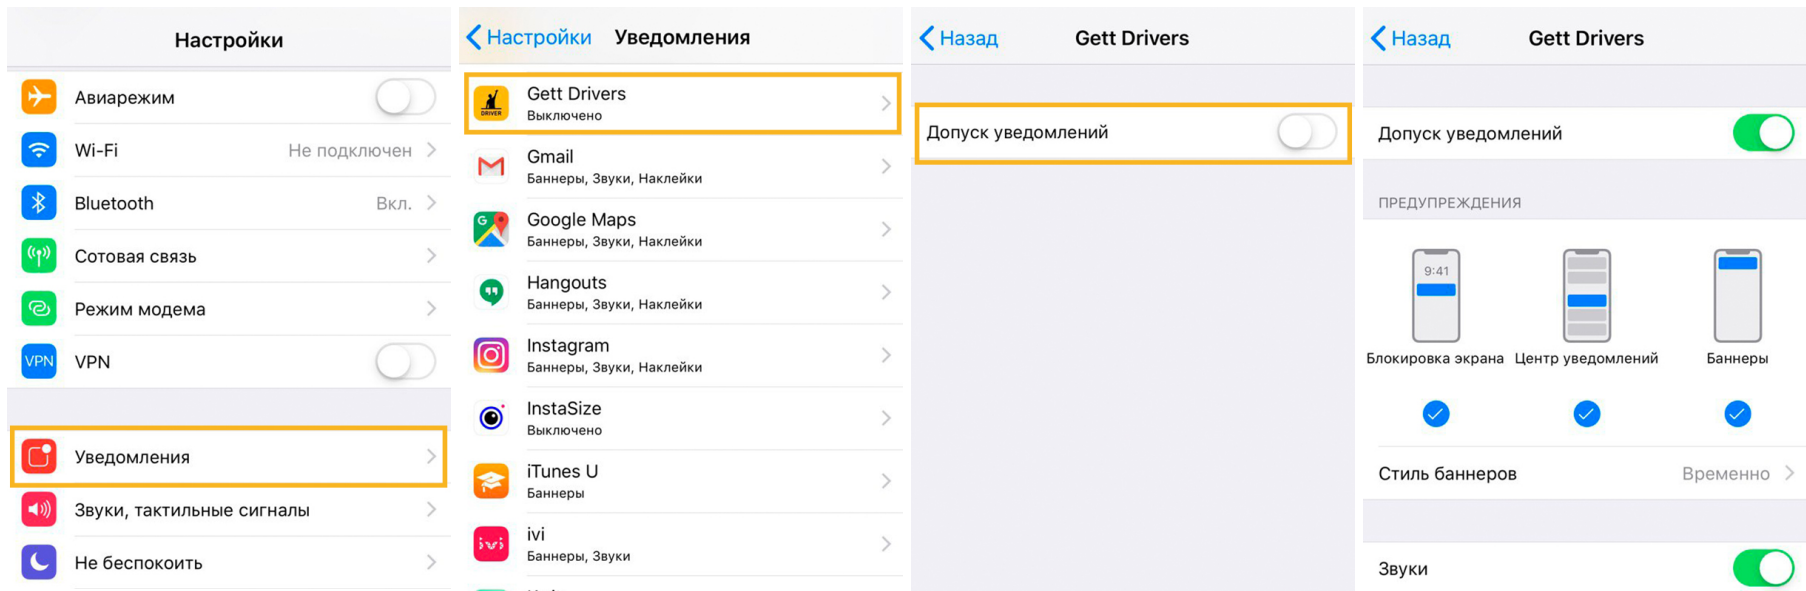 Настройки
Авиарежим
Wi-Fi
Не подключен
Bluetooth
Вкл.
Сотовая связь
Режим модема
VPN
VPN
Уведомления
Звуки, тактильные сигналы
Не беспокоить
Настройки
Уведомления
DRIVER
Gett Drivers
Выключено
Gmail
Баннеры, Звуки, Наклейки
G
Google Maps
Баннеры, Звуки, Наклейки
Hangouts
Баннеры, Звуки, Наклейки
Instagram
Баннеры, Звуки, Наклейки
InstaSize
Выключено
iTunes U
Баннеры
ivi
ivi
Баннеры, Звуки
Назад
Gett Drivers
Допуск уведомлений
Назад
Gett Drivers
Допуск уведомлений
ПРЕДУПРЕЖДЕНИЯ
9:41
Блокировка экрана
Центр уведомлений
Баннеры
Стиль баннеров
Временно
Звуки